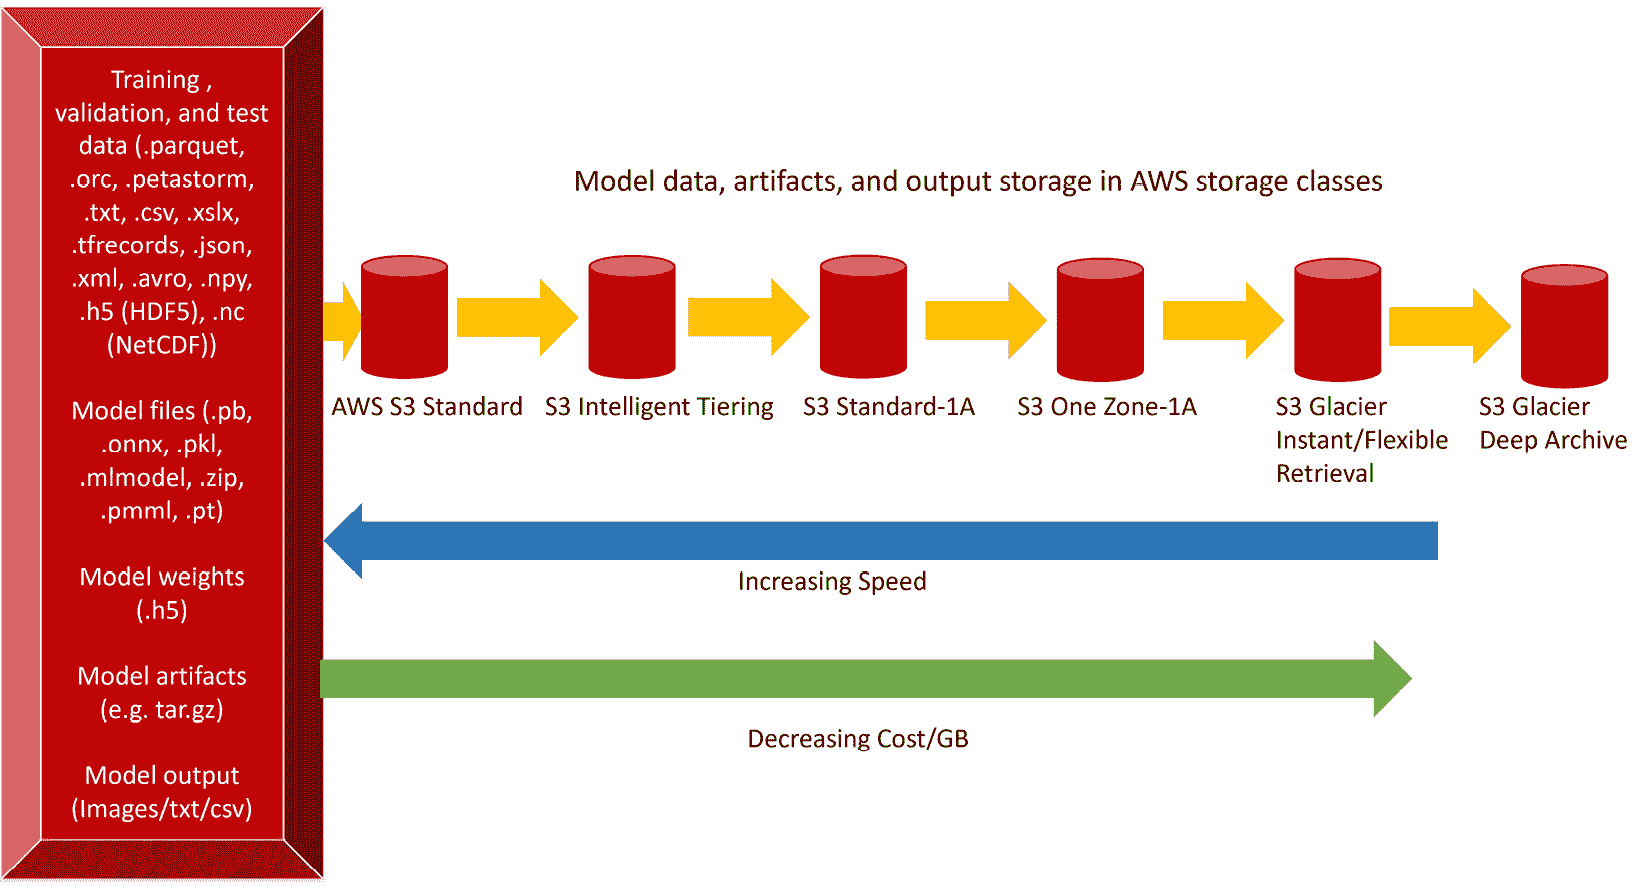 Training ,
validation, and test
data (.parquet,
.orc, .petastorm,
.txt, .csv, .xslx,
.tfrecords, .json,
.xml, .avro, .npy,
.h5 (HDF5), .nc
(NetCDF))
Model files (.pb,
.onnx, .pkl,
.mlmodel, .zip,
.pmml, .pt)
Model weights
(.h5)
Model artifacts
(e.g. tar.gz)
Model output
(Images/txt/csv)
Model data, artifacts, and output storage in AWS storage classes
AWS S3 Standard
S3 Intelligent Tiering
S3 Standard-1A
S3 One Zone-1A
S3 Glacier
Instant/Flexible
Retrieval
S3 Glacier
Deep Archive
Increasing Speed
Decreasing Cost/GB